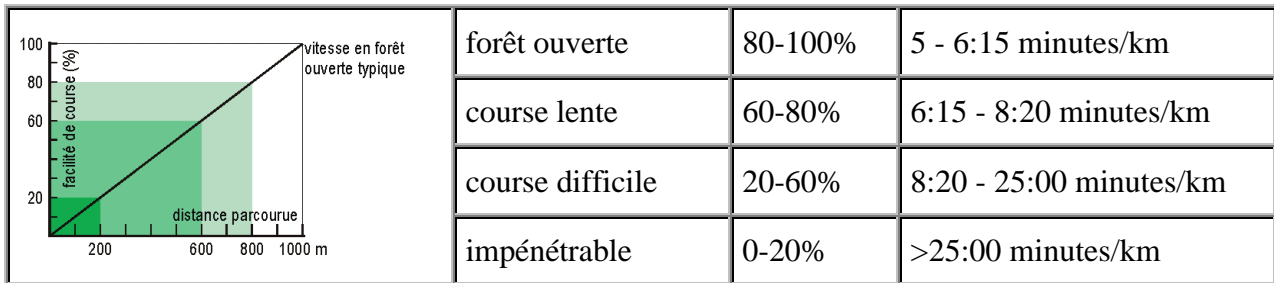 100
80
60
20
facilité de course (%)
vitesse en forêt
ouverte typique
distance parcourue
200 600 800 1000 m
forêt ouverte 80-100% 5 - 6:15 minutes/km
course lente 60-80% 6:15 - 8:20 minutes/km
course difficile 20-60% 8:20 - 25:00 minutes/km
impénétrable 0-20% >25:00 minutes/km